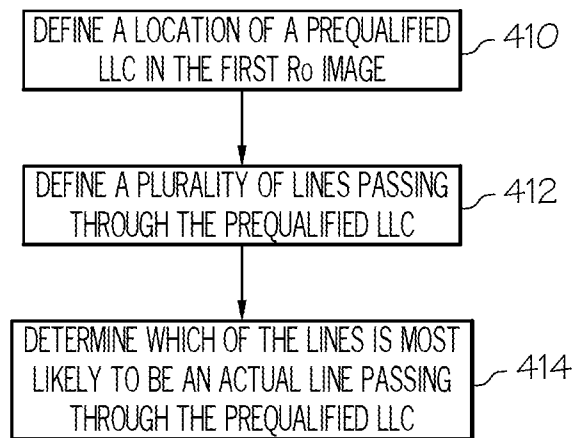 DEFINE A LOCATION OF A PREQUALIFIED
LLC IN THE FIRST Ro IMAGE
410
DEFINE A PLURALITY OF LINES PASSING
THROUGH THE PREQUALIFIED LLC
412
DETERMINE WHICH OF THE LINES IS MOST
LIKELY TO BE AN ACTUAL LINE PASSING
THROUGH THE PREQUALIFIED LLC
414